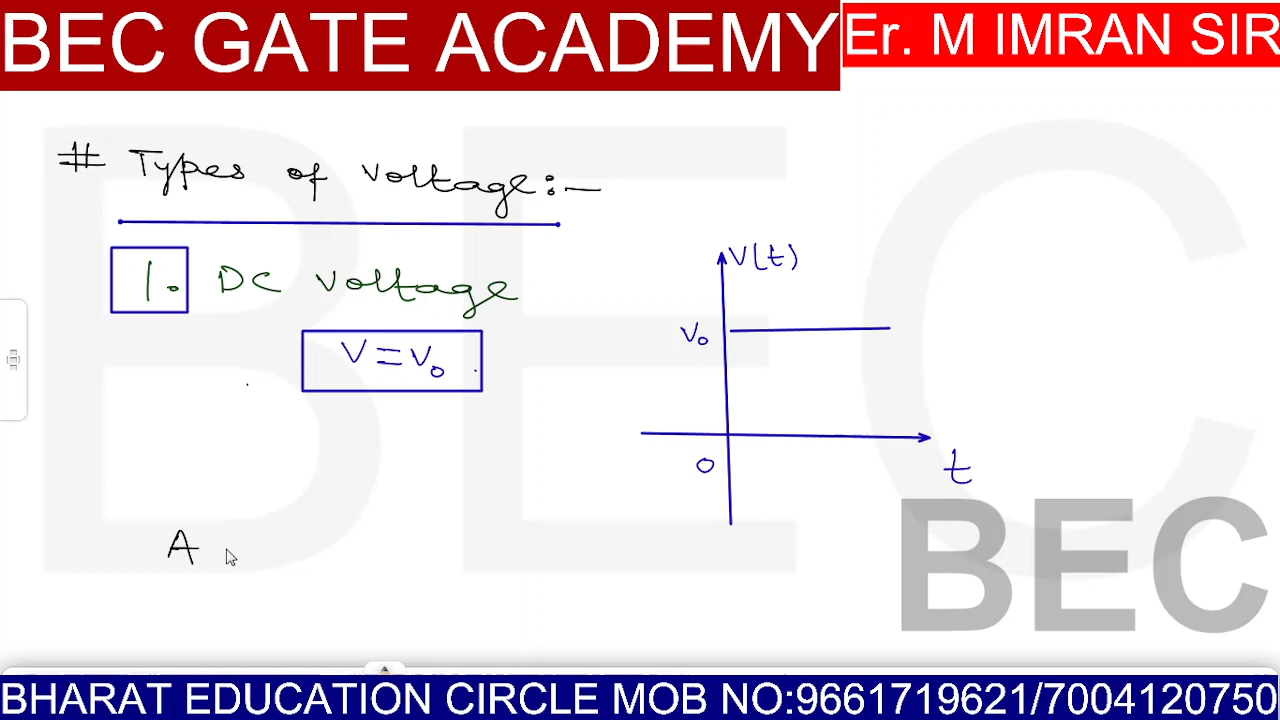 BEC GATE ACADEMY
Er. M IMRAN SIR
# Types of Voltage:-
1. DC Voltage
V = V₀
V(t)
V₀
0
t
A
BEC
BEC
BHARAT EDUCATION CIRCLE MOB NO:9661719621/7004120750